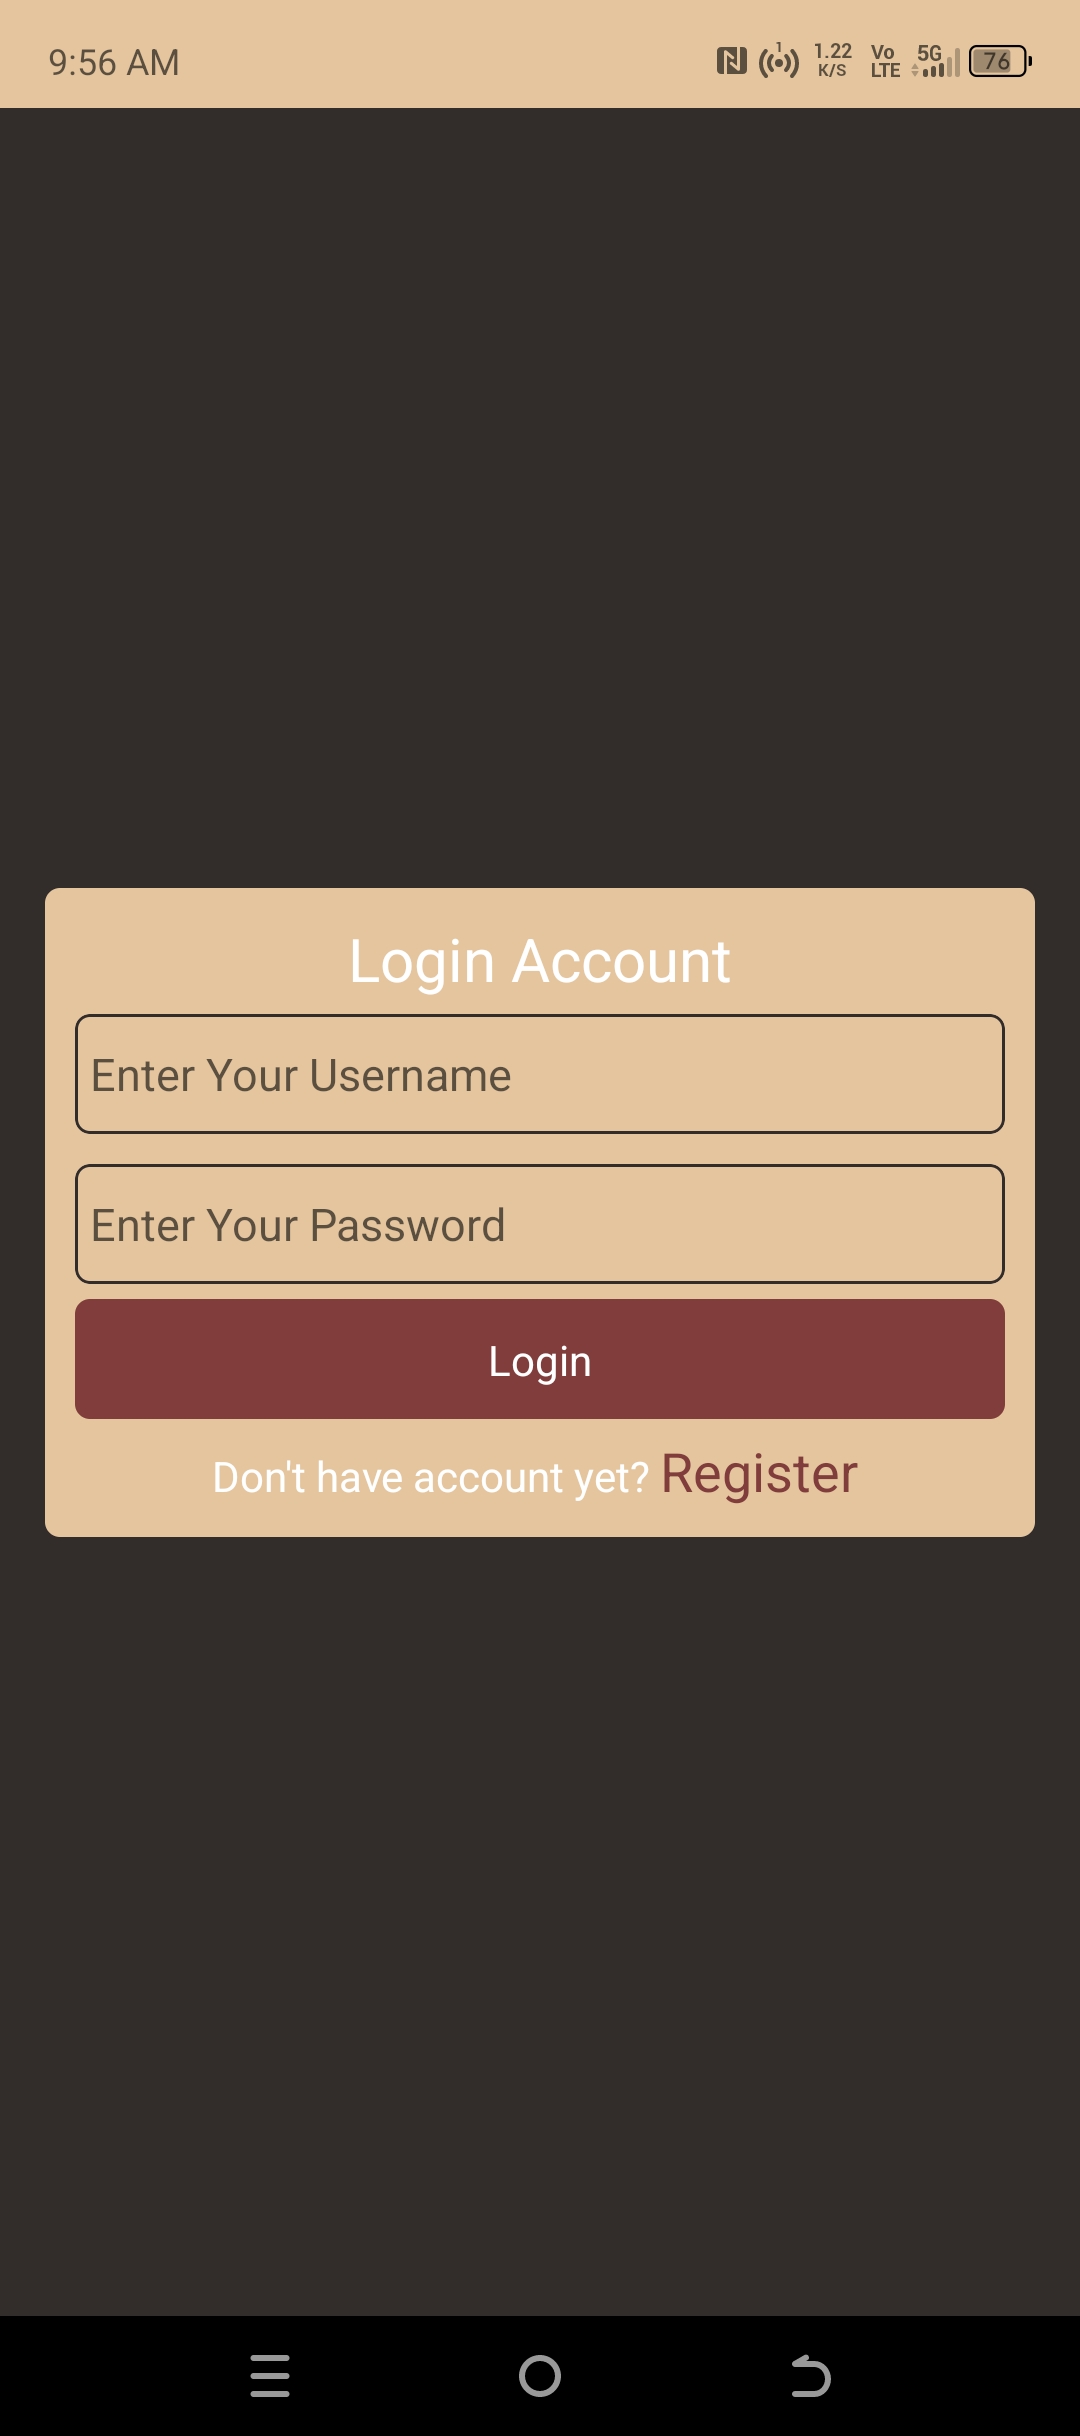 9:56 AM
1
1.22
K/S
Vo
LTE
5G
76
Login Account
Enter Your Username
Enter Your Password
Login
Don't have account yet? Register